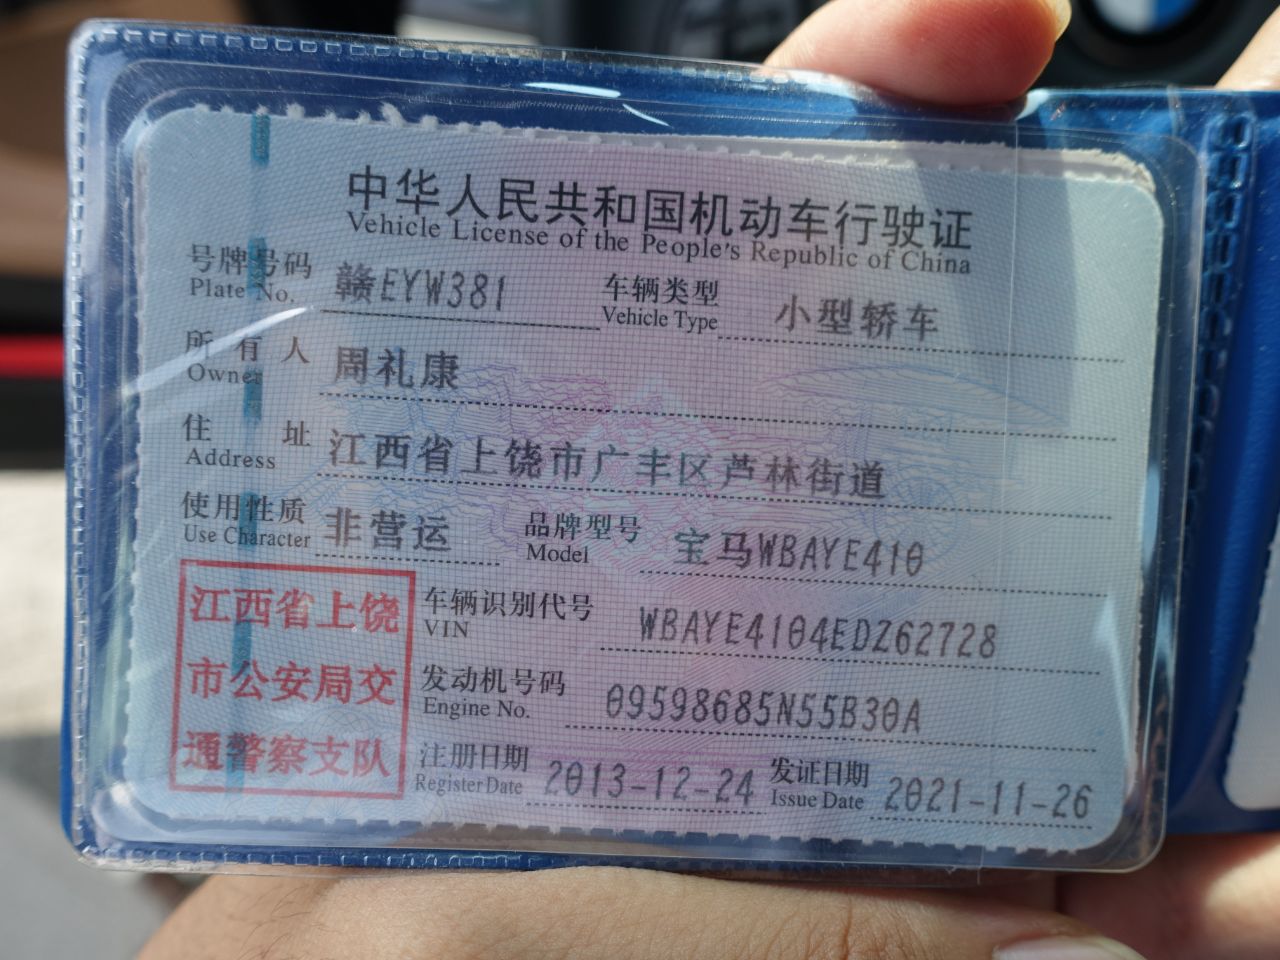 中华人民共和国机动车行驶证
Vehicle License of the People's Republic of China
号牌号码 赣EYW381 车辆类型 小型轿车
Plate No. Vehicle Type
所有人 周礼康
Owner
住址 江西省上饶市广丰区芦林街道
Address
使用性质 非营运 品牌型号 宝马WBAYE410
Use Character Model
江西省上饶
市公安局交
通警察支队
车辆识别代号 WBAYE4104EDZ62728
VIN
发动机号码 09598685N55B30A
Engine No.
注册日期 2013-12-24 发证日期 2021-11-26
Register Date Issue Date